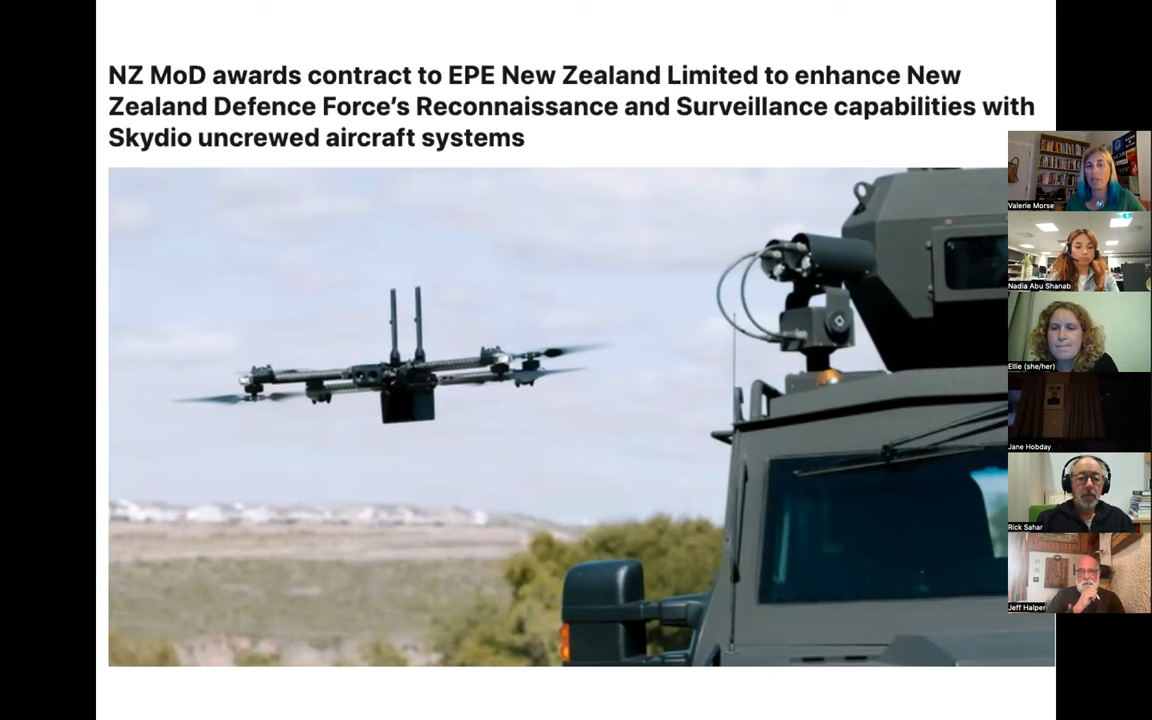 NZ MoD awards contract to EPE New Zealand Limited to enhance New
Zealand Defence Force’s Reconnaissance and Surveillance capabilities with
Skydio uncrewed aircraft systems
Valerie Morse
Nadia Abu Shanab
Ellie (she/her)
Jane Hobday
Rick Sahar
Jeff Halper